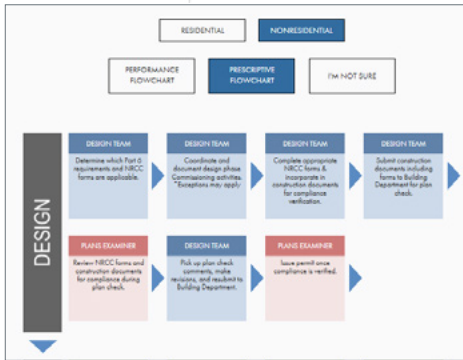 RESIDENTIAL
NONRESIDENTIAL
PERFORMANCE
FLOWCHART
PRESCRIPTIVE
FLOWCHART
I'M NOT SURE
DESIGN
DESIGN TEAM
Determine which Part 6
requirements and NRCC
forms are applicable.
DESIGN TEAM
Coordinate and
document design phase
Commissioning activities.
*Exceptions may apply
DESIGN TEAM
Complete appropriate
NRCC forms &
incorporate in
construction documents
for compliance
verification.
DESIGN TEAM
Submit construction
documents including
forms to Building
Department for plan
check.
PLANS EXAMINER
Review NRCC forms and
construction documents
for compliance during
plan check.
DESIGN TEAM
Pick up plan check
comments, make
revisions, and resubmit to
Building Department.
PLANS EXAMINER
Issue permit once
compliance is verified.